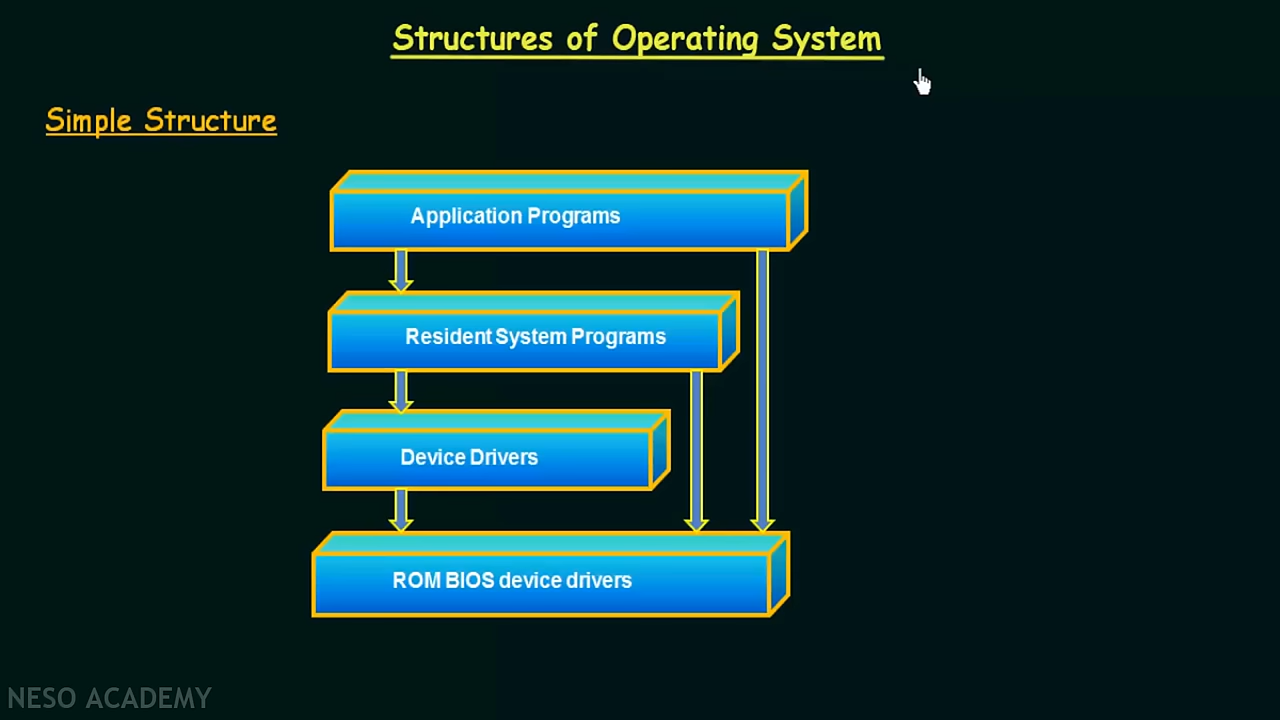 Structures of Operating System
Simple Structure
Application Programs
Resident System Programs
Device Drivers
ROM BIOS device drivers
NESO ACADEMY